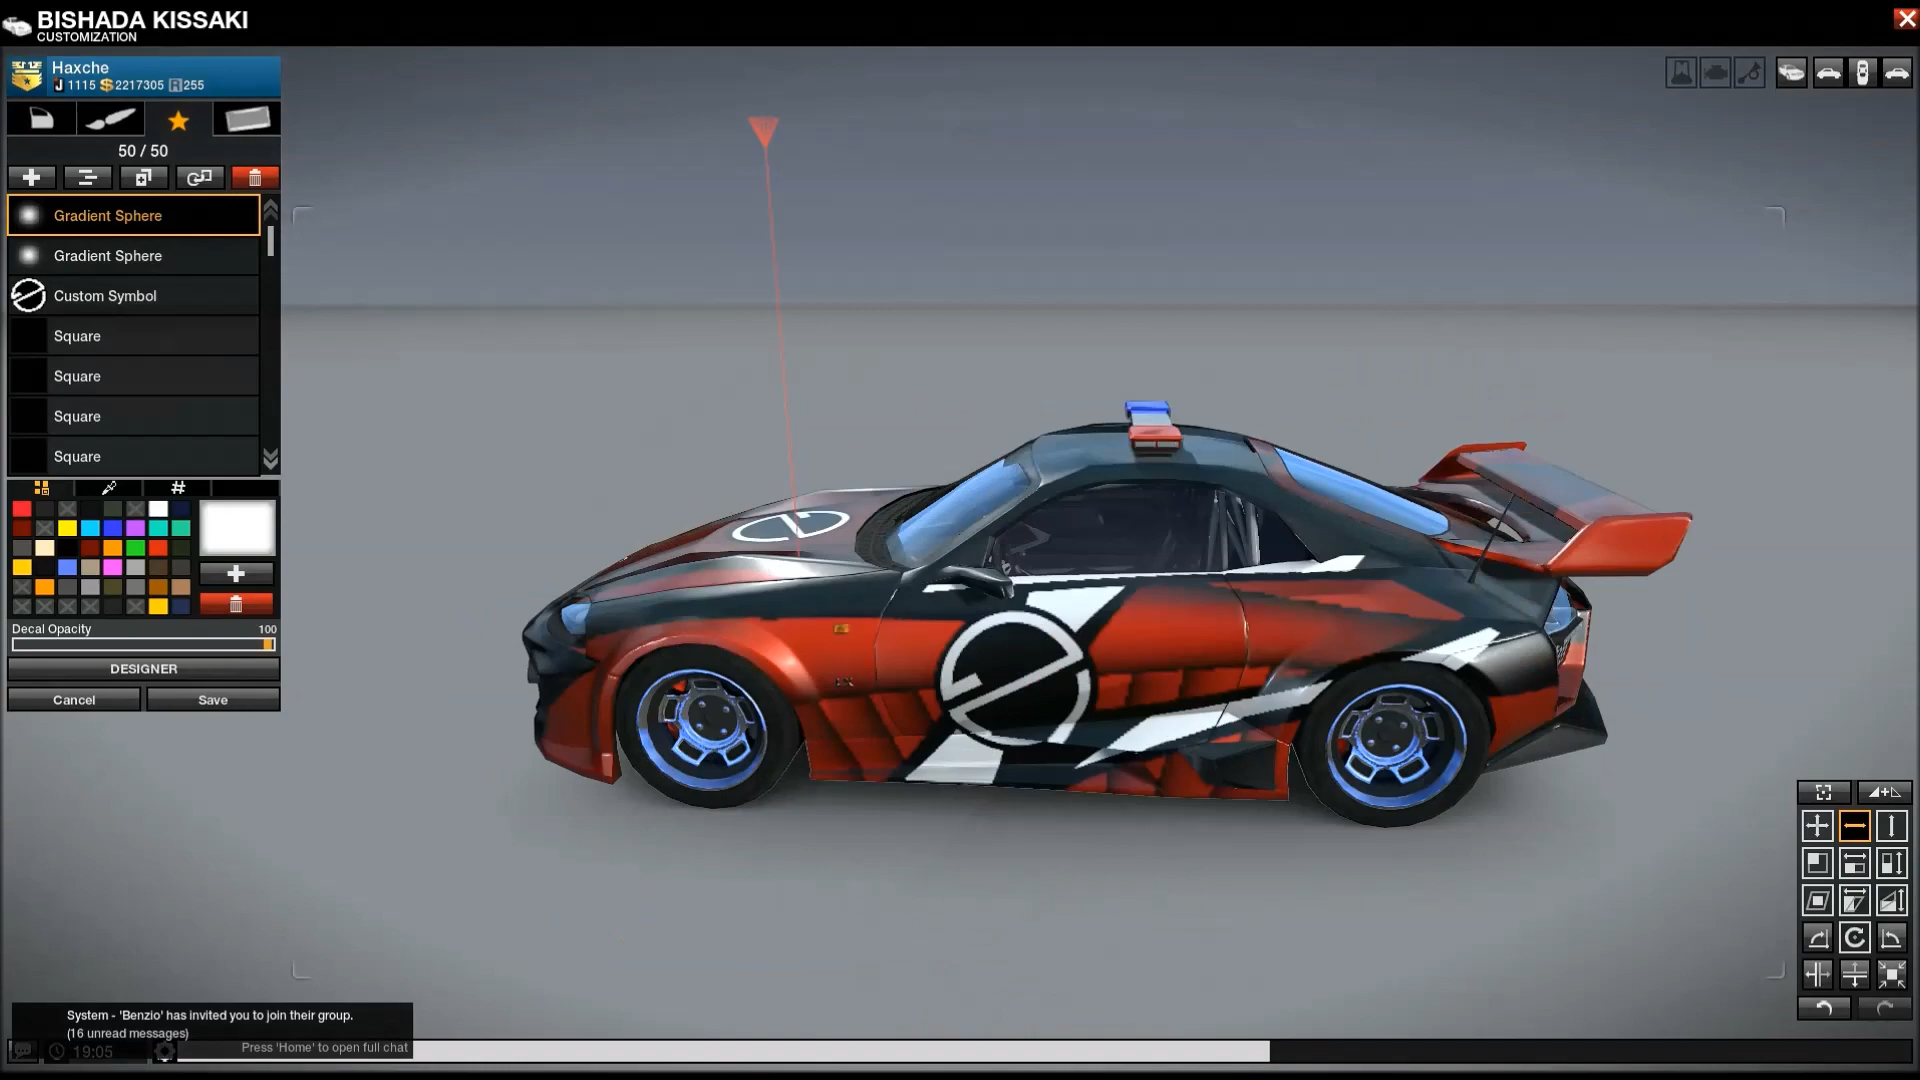 BISHADA KISSAKI
CUSTOMIZATION
Haxche
J 1115 $2217305 R255
50 / 50
Gradient Sphere
Gradient Sphere
Custom Symbol
Square
Square
Square
Square
#
Decal Opacity 100
DESIGNER
Cancel Save
System - 'Benzio' has invited you to join their group.
(16 unread messages)
19:05 Press 'Home' to open full chat